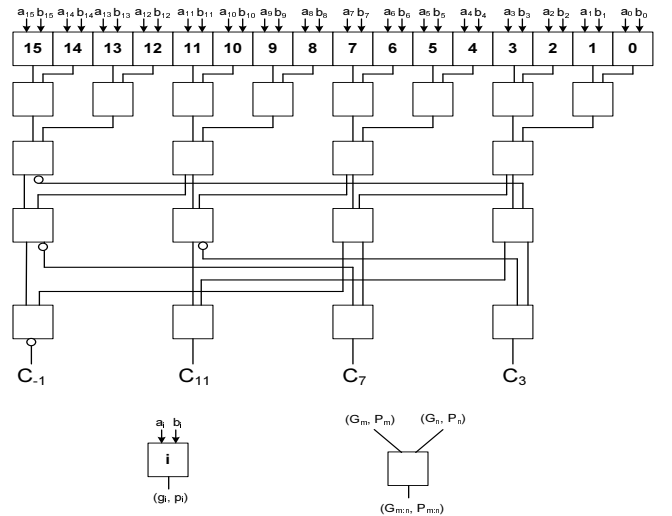 a15 b15 a14 b14 a13 b13 a12 b12 a11 b11 a10 b10 a9 b9 a8 b8 a7 b7 a6 b6 a5 b5 a4 b4 a3 b3 a2 b2 a1 b1 a0 b0
15 14 13 12 11 10 9 8 7 6 5 4 3 2 1 0
C-1 C11 C7 C3
ai bi
i
(gi, pi)
(Gm, Pm) (Gn, Pn)
(Gm:n, Pm:n)